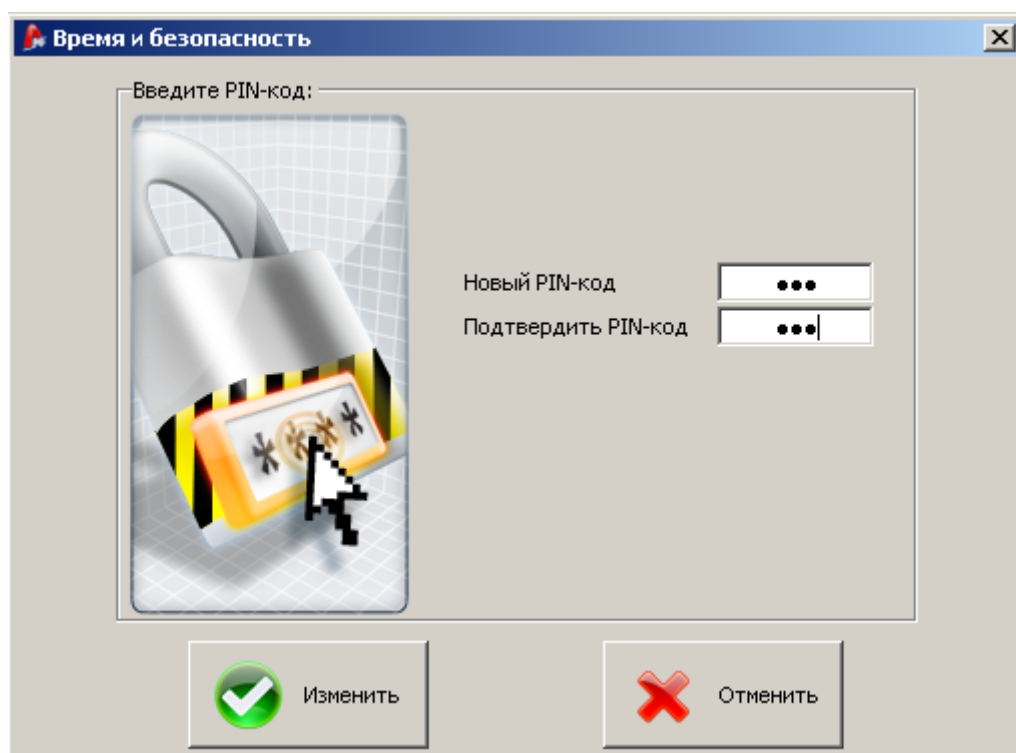 Время и безопасность
Введите PIN-код:
Новый PIN-код •••
Подтвердить PIN-код •••
****
Изменить Отменить